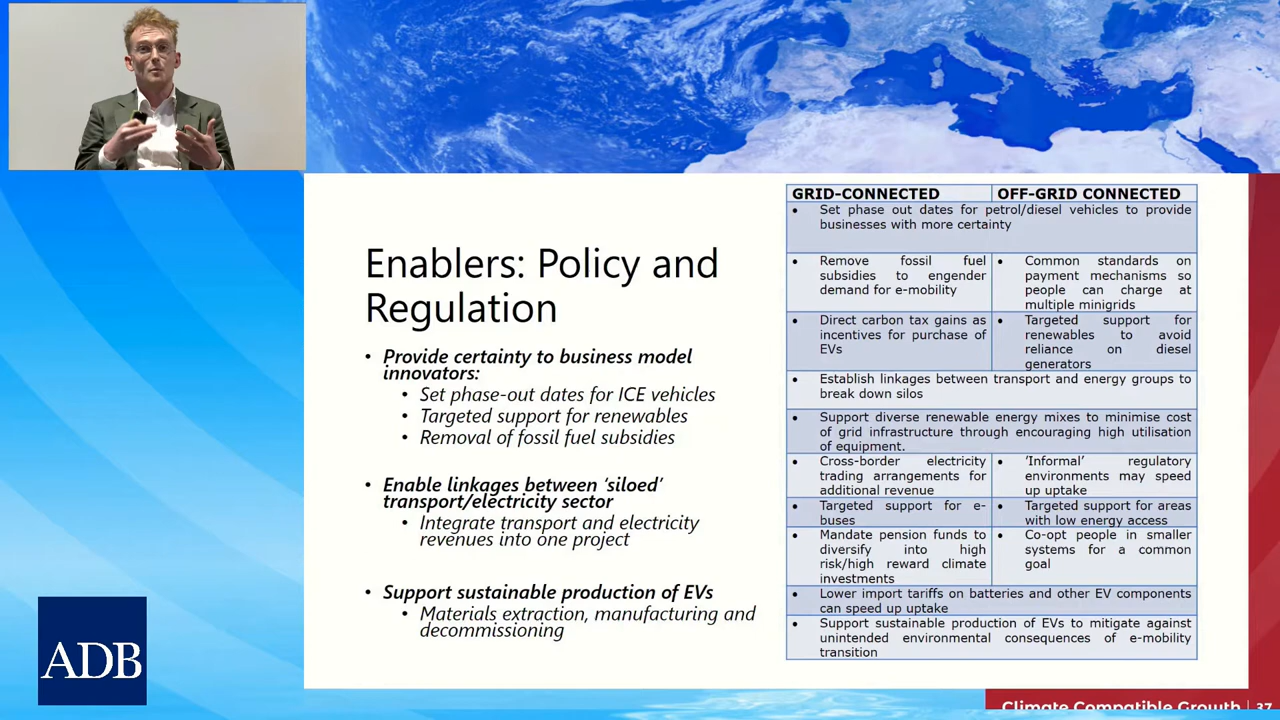 Enablers: Policy and
Regulation
• Provide certainty to business model
innovators:
• Set phase-out dates for ICE vehicles
• Targeted support for renewables
• Removal of fossil fuel subsidies
• Enable linkages between ‘siloed’
transport/electricity sector
• Integrate transport and electricity
revenues into one project
• Support sustainable production of EVs
• Materials extraction, manufacturing and
decommissioning
GRID-CONNECTED
OFF-GRID CONNECTED
• Set phase out dates for petrol/diesel vehicles to provide
businesses with more certainty
• Remove fossil fuel
subsidies to engender
demand for e-mobility
• Common standards on
payment mechanisms so
people can charge at
multiple minigrids
• Direct carbon tax gains as
incentives for purchase of
EVs
• Targeted support for
renewables to avoid
reliance on diesel
generators
• Establish linkages between transport and energy groups to
break down silos
• Support diverse renewable energy mixes to minimise cost
of grid infrastructure through encouraging high utilisation
of equipment.
• Cross-border electricity
trading arrangements for
additional revenue
• ‘Informal’ regulatory
environments may speed
up uptake
• Targeted support for e-
buses
• Targeted support for areas
with low energy access
• Mandate pension funds to
diversify into high
risk/high reward climate
investments
• Co-opt people in smaller
systems for a common
goal
• Lower import tariffs on batteries and other EV components
can speed up uptake
• Support sustainable production of EVs to mitigate against
unintended environmental consequences of e-mobility
transition
ADB
Climate Compatible Growth | 37